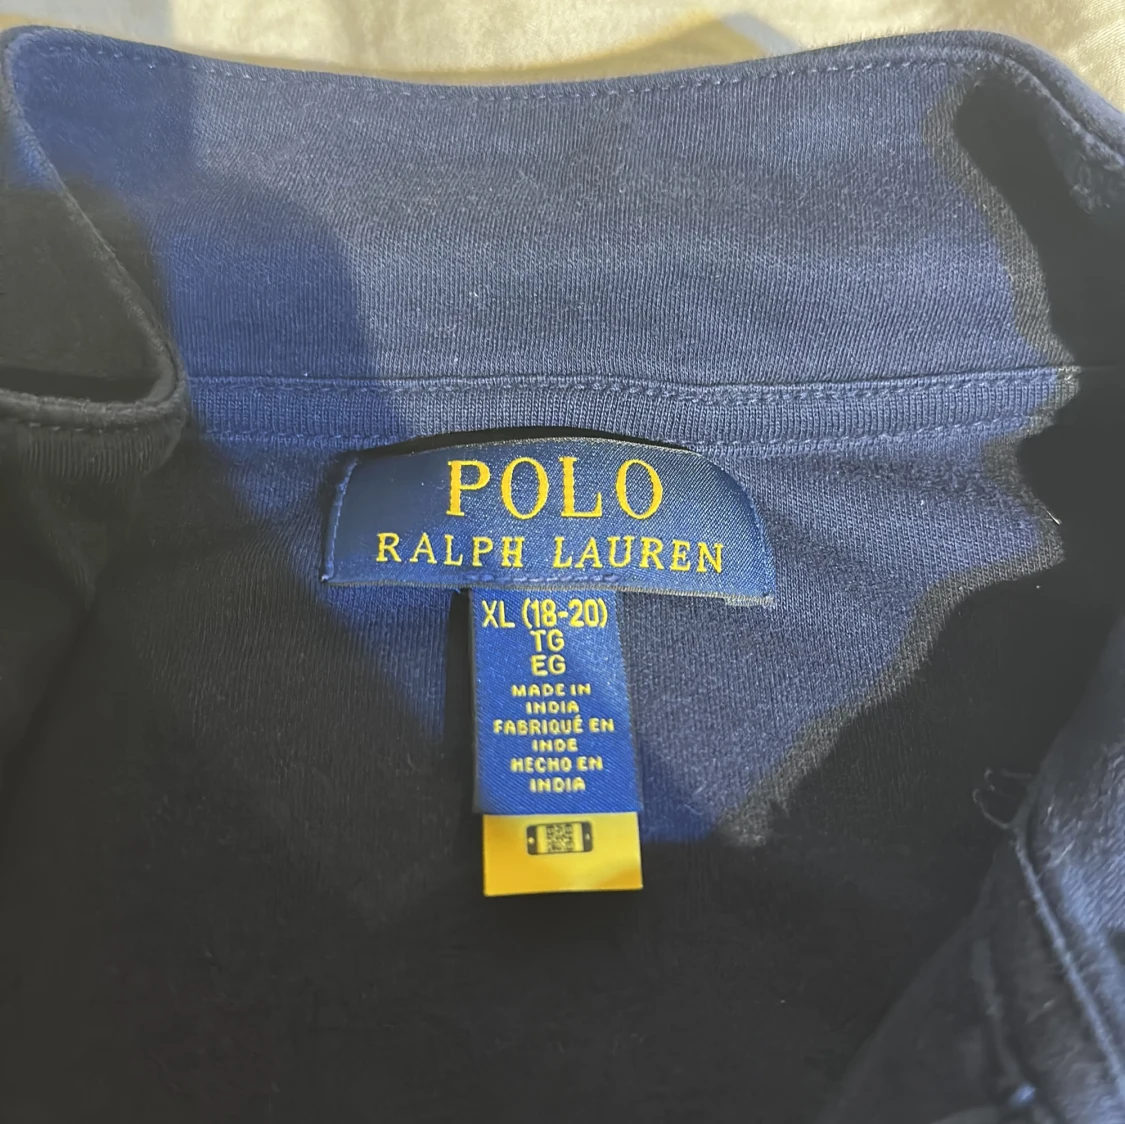 POLO
RALPH LAUREN
XL (18-20)
TG
EG
MADE IN
INDIA
FABRIQUÉ EN
INDE
HECHO EN
INDIA